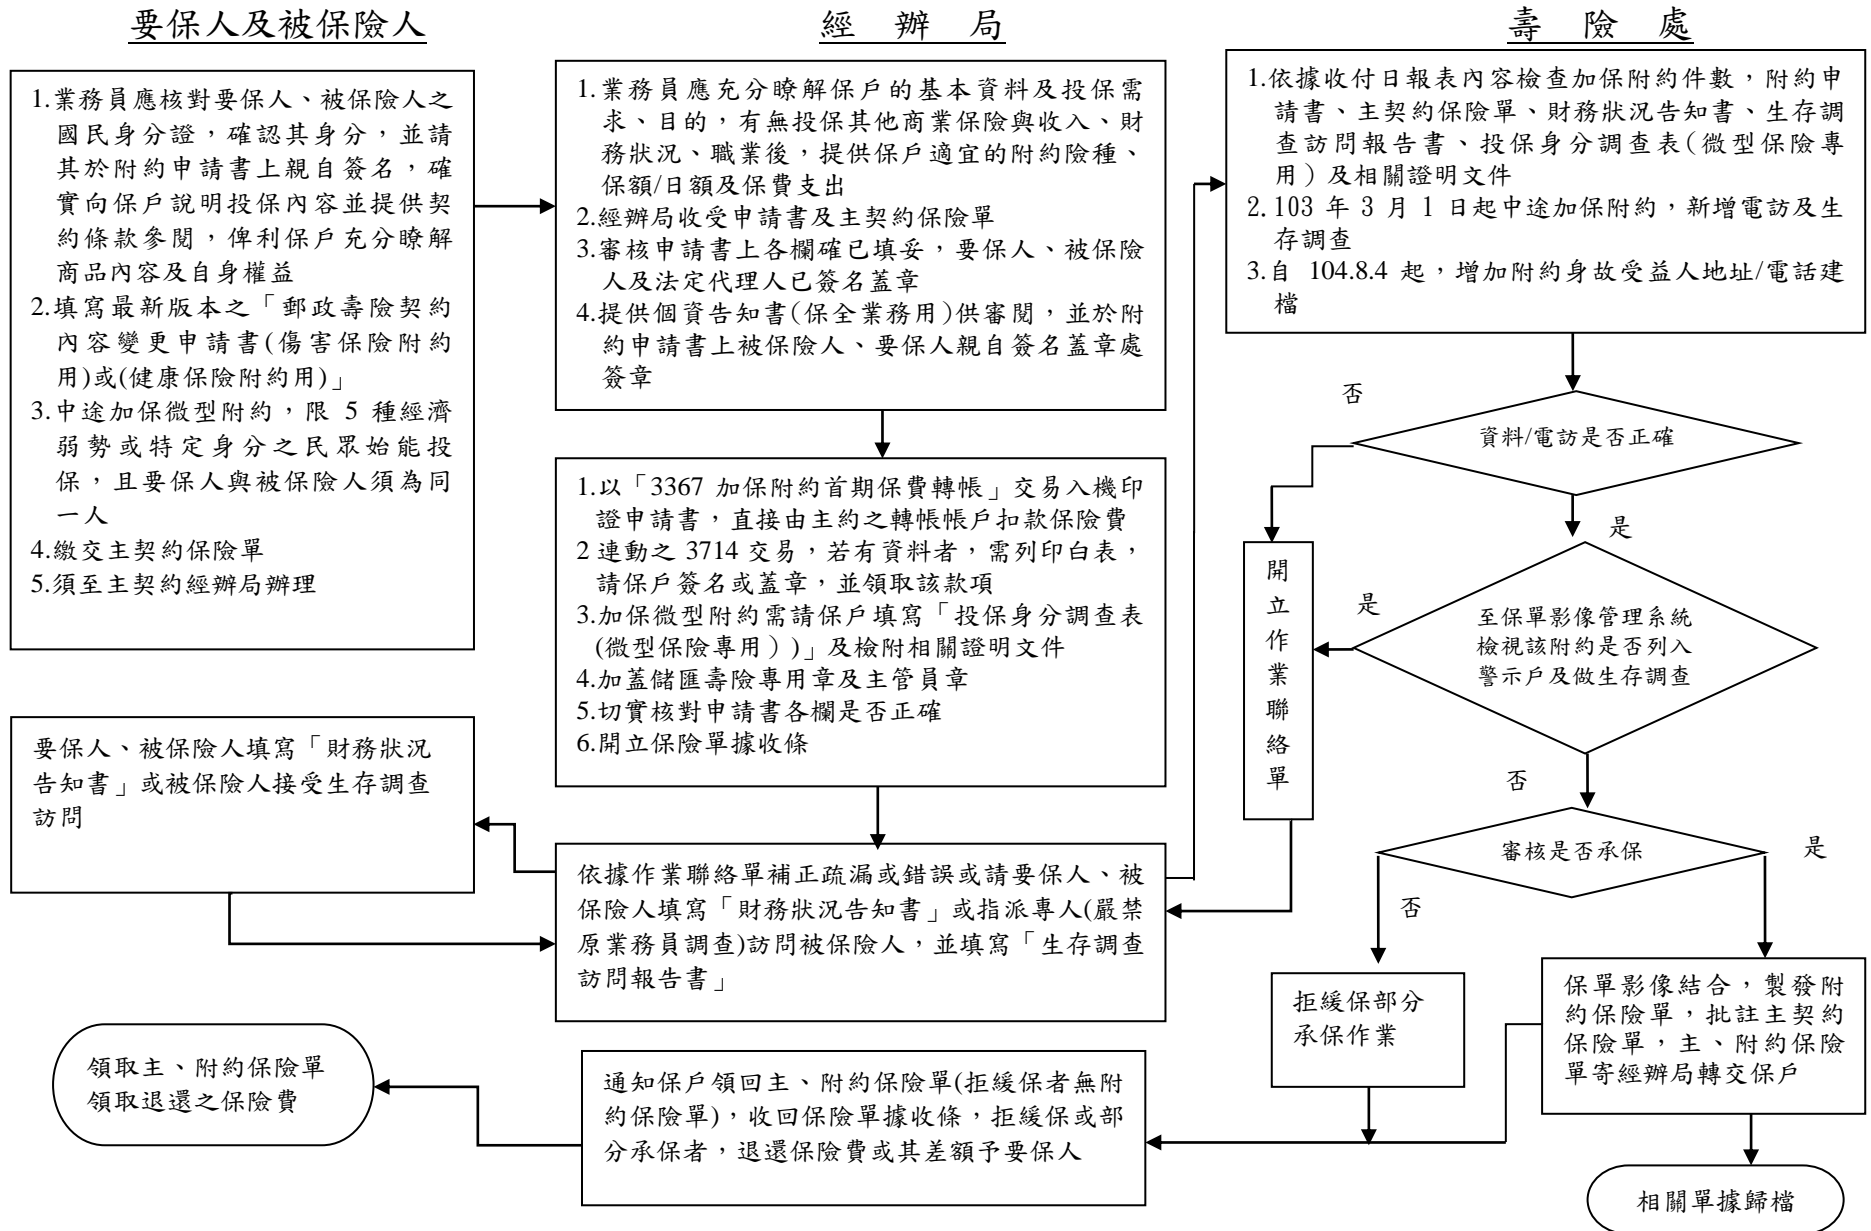 要保人及被保險人
1.業務員應核對要保人、被保險人之
國民身分證，確認其身分，並請
其於附約申請書上親自簽名，確
實向保戶說明投保內容並提供契
約條款參閱，俾利保戶充分瞭解
商品內容及自身權益
2.填寫最新版本之「郵政壽險契約
內容變更申請書(傷害保險附約
用)或(健康保險附約用)」
3.中途加保微型附約，限 5 種經濟
弱勢或特定身分之民眾始能投
保，且要保人與被保險人須為同
一人
4.繳交主契約保險單
5.須至主契約經辦局辦理
要保人、被保險人填寫「財務狀況
告知書」或被保險人接受生存調查
訪問
領取主、附約保險單
領取退還之保險費
經 辦 局
1.業務員應充分瞭解保戶的基本資料及投保需
求、目的，有無投保其他商業保險與收入、財
務狀況、職業後，提供保戶適宜的附約險種、
保額/日額及保費支出
2.經辦局收受申請書及主契約保險單
3.審核申請書上各欄確已填妥，要保人、被保險
人及法定代理人已簽名蓋章
4.提供個資告知書(保全業務用)供審閱，並於附
約申請書上被保險人、要保人親自簽名蓋章處
簽章
1.以「3367 加保附約首期保費轉帳」交易入機印
證申請書，直接由主約之轉帳帳戶扣款保險費
2 連動之 3714 交易，若有資料者，需列印白表，
請保戶簽名或蓋章，並領取該款項
3.加保微型附約需請保戶填寫「投保身分調查表
(微型保險專用）)」及檢附相關證明文件
4.加蓋儲匯壽險專用章及主管員章
5.切實核對申請書各欄是否正確
6.開立保險單據收條
依據作業聯絡單補正疏漏或錯誤或請要保人、被
保險人填寫「財務狀況告知書」或指派專人(嚴禁
原業務員調查)訪問被保險人，並填寫「生存調查
訪問報告書」
通知保戶領回主、附約保險單(拒緩保者無附
約保險單)，收回保險單據收條，拒緩保或部
分承保者，退還保險費或其差額予要保人
壽 險 處
1.依據收付日報表內容檢查加保附約件數，附約申
請書、主契約保險單、財務狀況告知書、生存調
查訪問報告書、投保身分調查表(微型保險專
用）及相關證明文件
2.103 年 3 月 1 日起中途加保附約，新增電訪及生
存調查
3.自 104.8.4 起，增加附約身故受益人地址/電話建
檔
否
資料/電訪是否正確
是
開
立
作
業
聯
絡
單
是
至保單影像管理系統
檢視該附約是否列入
警示戶及做生存調查
否
審核是否承保
是
否
拒緩保部分
承保作業
保單影像結合，製發附
約保險單，批註主契約
保險單，主、附約保險
單寄經辦局轉交保戶
相關單據歸檔